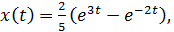 x(t) = 2/5 (e^{3t} − e^{−2t}),